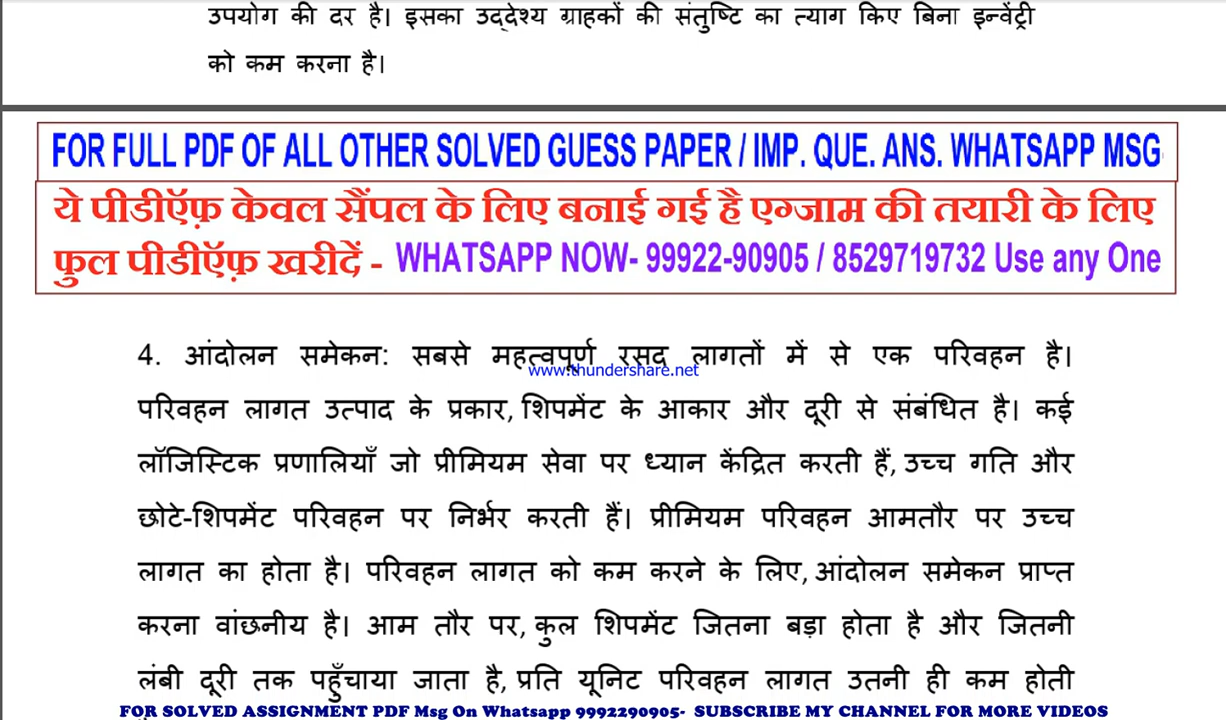 उपयोग की दर है। इसका उद्देश्य ग्राहकों की संतुष्टि का त्याग किए बिना इन्वेंट्री
को कम करना है।
FOR FULL PDF OF ALL OTHER SOLVED GUESS PAPER / IMP. QUE. ANS. WHATSAPP MSG
ये पीडीऍफ़ केवल सैंपल के लिए बनाई गई है एग्जाम की तयारी के लिए
फुल पीडीऍफ़ खरीदें - WHATSAPP NOW- 99922-90905 / 8529719732 Use any One
4. आंदोलन समेकन: सबसे महत्वपूर्ण रसद लागतों में से एक परिवहन है।
www.thundershare.net
परिवहन लागत उत्पाद के प्रकार, शिपमेंट के आकार और दूरी से संबंधित है। कई
लॉजिस्टिक प्रणालियाँ जो प्रीमियम सेवा पर ध्यान केंद्रित करती हैं, उच्च गति और
छोटे-शिपमेंट परिवहन पर निर्भर करती हैं। प्रीमियम परिवहन आमतौर पर उच्च
लागत का होता है। परिवहन लागत को कम करने के लिए, आंदोलन समेकन प्राप्त
करना वांछनीय है। आम तौर पर, कुल शिपमेंट जितना बड़ा होता है और जितनी
लंबी दूरी तक पहुँचाया जाता है, प्रति यूनिट परिवहन लागत उतनी ही कम होती
FOR SOLVED ASSIGNMENT PDF Msg On Whatsapp 9992290905- SUBSCRIBE MY CHANNEL FOR MORE VIDEOS